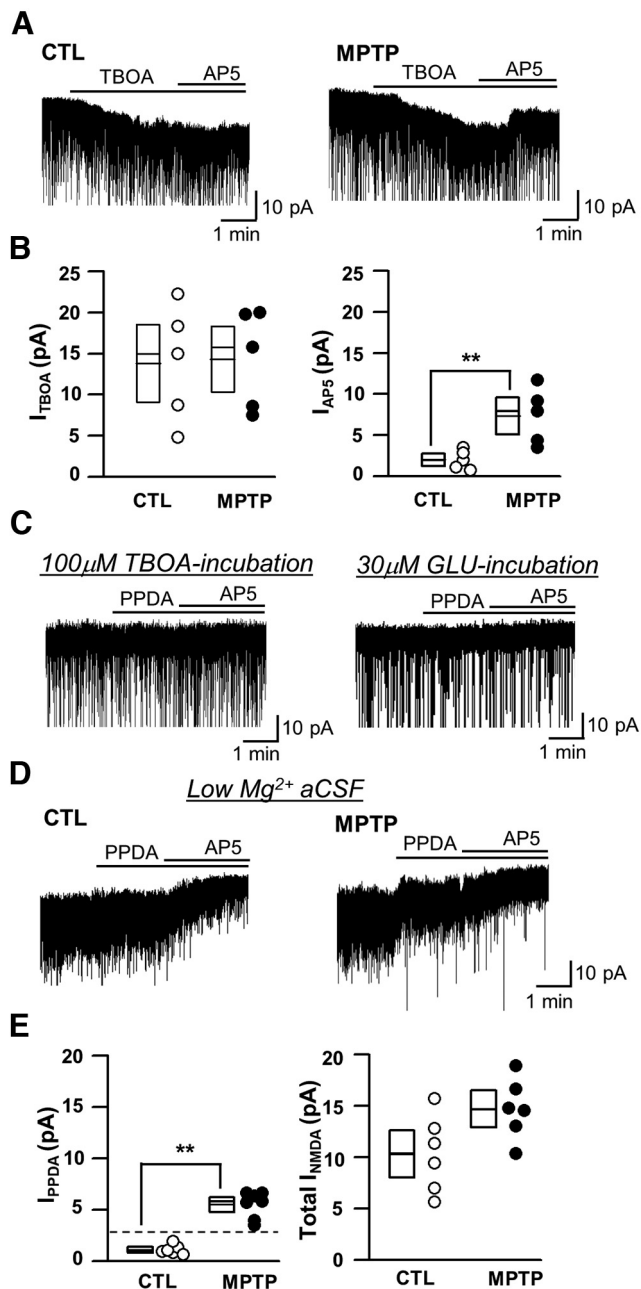 A
CTL MPTP
TBOA AP5 TBOA AP5
10 pA 10 pA
1 min 1 min
B
25 25
20 20
15 15
10 10
5 5
0 0
I_TBOA (pA) I_AP5 (pA)
**
CTL MPTP CTL MPTP
C
100µM TBOA-incubation 30µM GLU-incubation
PPDA AP5 PPDA AP5
10 pA 10 pA
1 min 1 min
D
Low Mg²⁺ aCSF
CTL MPTP
PPDA AP5 PPDA AP5
10 pA
1 min
E
20 20
15 15
10 10
5 5
0 0
I_PPDA (pA) Total I_NMDA (pA)
**
CTL MPTP CTL MPTP